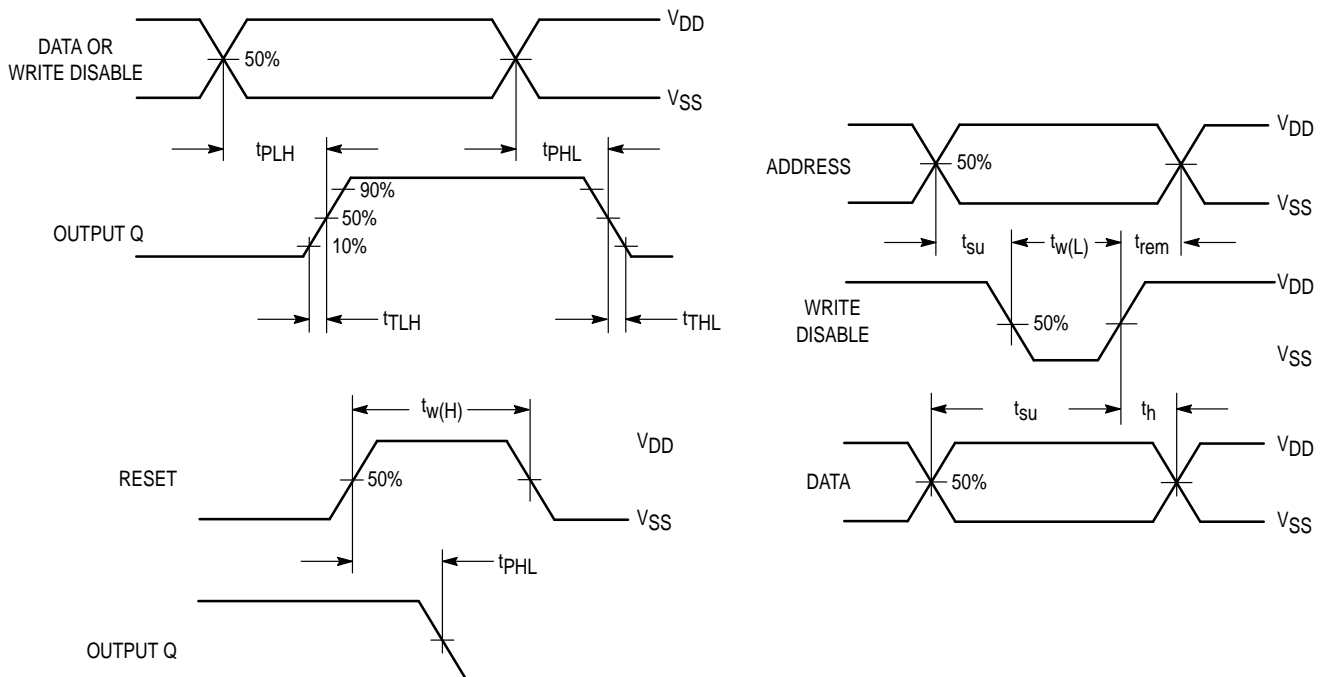 DATA OR
WRITE DISABLE
50%
VDD
VSS
tPLH
tPHL
OUTPUT Q
90%
50%
10%
tTLH
tTHL
tw(H)
RESET
50%
VDD
VSS
tPHL
OUTPUT Q
ADDRESS
50%
VDD
VSS
tsu
tw(L)
trem
WRITE
DISABLE
50%
VDD
VSS
tsu
th
DATA
50%
VDD
VSS